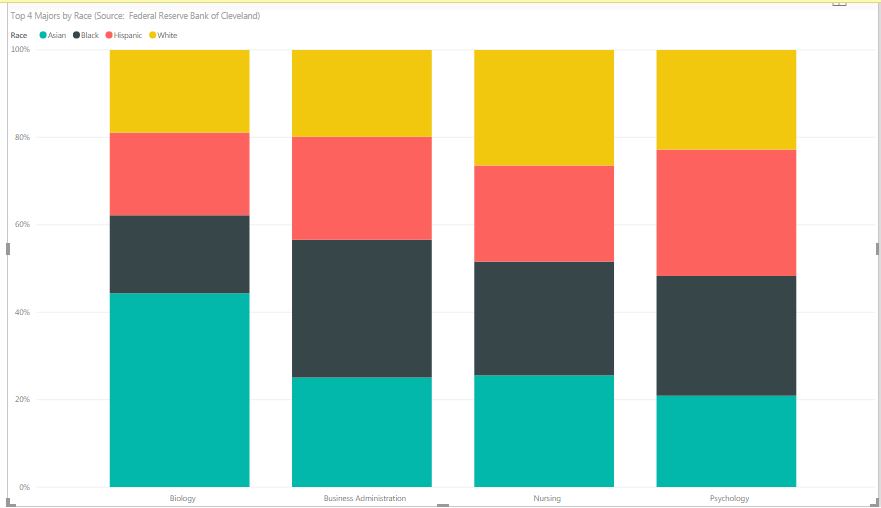 Top 4 Majors by Race (Source: Federal Reserve Bank of Cleveland)
Race Asian Black Hispanic White
100%
80%
60%
40%
20%
0%
Biology Business Administration Nursing Psychology